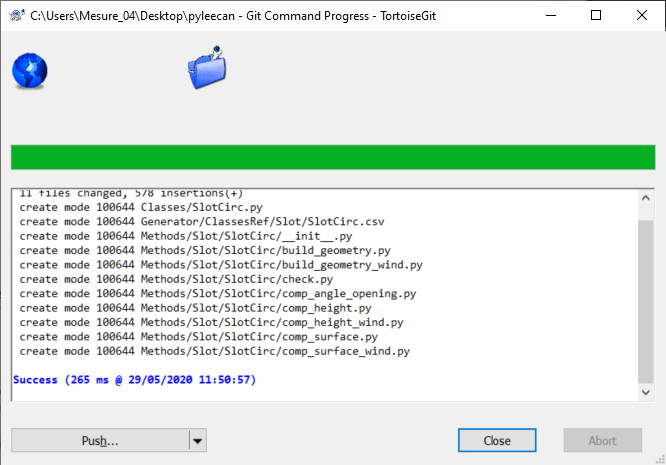 C:\Users\Mesure_04\Desktop\pyleecan - Git Command Progress - TortoiseGit
11 files changed, 578 insertions(+)
create mode 100644 Classes/SlotCirc.py
create mode 100644 Generator/ClassesRef/Slot/SlotCirc.csv
create mode 100644 Methods/Slot/SlotCirc/__init__.py
create mode 100644 Methods/Slot/SlotCirc/build_geometry.py
create mode 100644 Methods/Slot/SlotCirc/build_geometry_wind.py
create mode 100644 Methods/Slot/SlotCirc/check.py
create mode 100644 Methods/Slot/SlotCirc/comp_angle_opening.py
create mode 100644 Methods/Slot/SlotCirc/comp_height.py
create mode 100644 Methods/Slot/SlotCirc/comp_height_wind.py
create mode 100644 Methods/Slot/SlotCirc/comp_surface.py
create mode 100644 Methods/Slot/SlotCirc/comp_surface_wind.py
Success (265 ms @ 29/05/2020 11:50:57)
Push...
Close
Abort